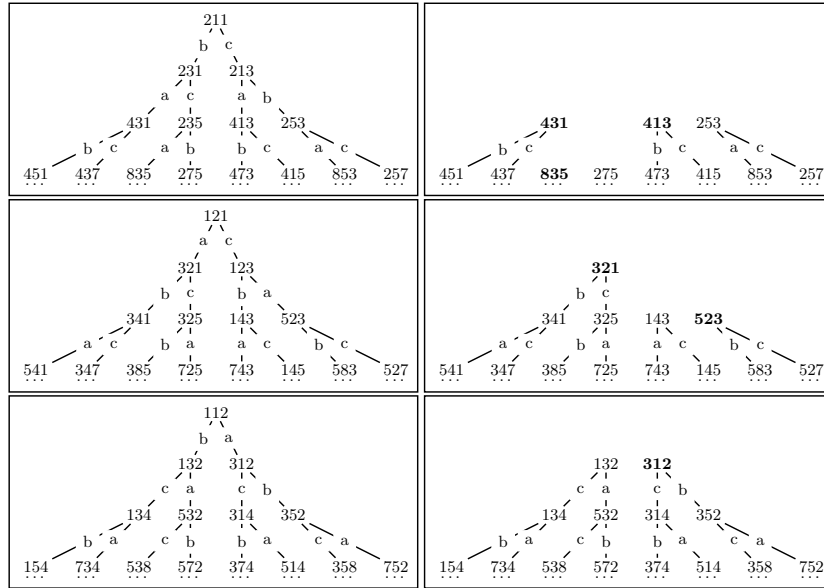 211
b c
231 213
a c a b
431 235 413 253 431 413 253
b c a b b c a c b c b c a c
451 437 835 275 473 415 853 257 451 437 835 275 473 415 853 257
... ... ... ... ... ... ... ... ... ... ... ... ... ... ... ...
121
a c
321 123 321
b c b a b c
341 325 143 523 341 325 143 523
a c b a a c b c a c b a a c b c
541 347 385 725 743 145 583 527 541 347 385 725 743 145 583 527
... ... ... ... ... ... ... ... ... ... ... ... ... ... ... ...
112
b a
132 312 132 312
c a c b c a c b
134 532 314 352 134 532 314 352
b a c b b a c a b a c b b a c a
154 734 538 572 374 514 358 752 154 734 538 572 374 514 358 752
... ... ... ... ... ... ... ... ... ... ... ... ... ... ... ...